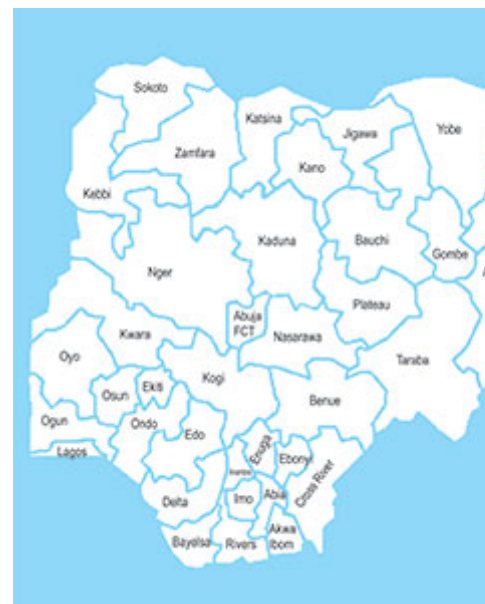 Sokoto
Katsina
Jigawa
Yobe
Zamfara
Kano
Kebbi
Kaduna
Bauchi
Gombe
Nger
Abuja
FCT
Plateau
Kwara
Nasarawa
Oyo
Taraba
Kogi
Osun
Ekiti
Benue
Ogun
Ondo
Edo
Enuga
Ebonyi
Lagos
Cross River
Delta
Imo
Abia
Akwa
Ibom
Bayelsa
Rivers